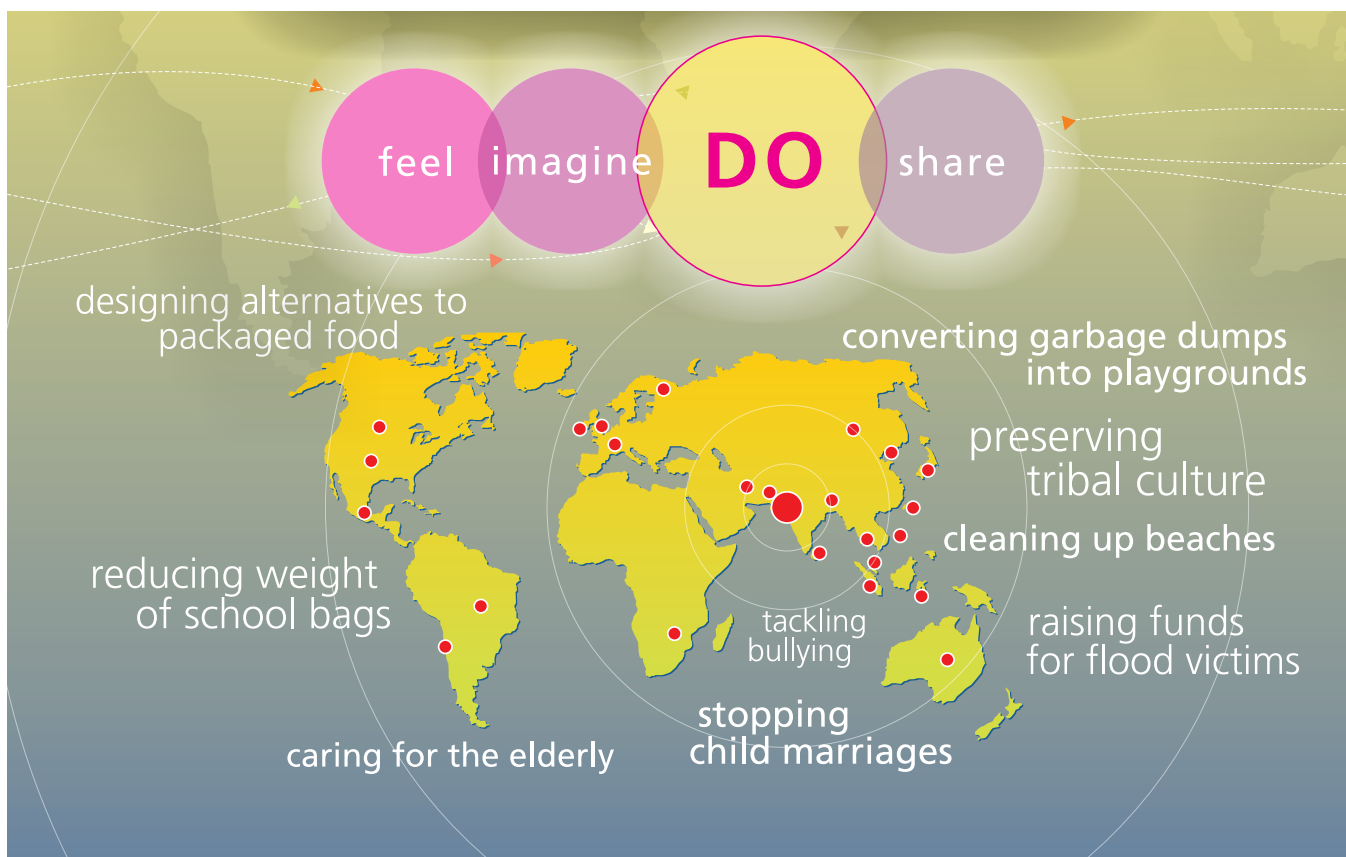 feel imagine DO share
designing alternatives to
packaged food
converting garbage dumps
into playgrounds
preserving
tribal culture
cleaning up beaches
reducing weight
of school bags
tackling
bullying
raising funds
for flood victims
stopping
child marriages
caring for the elderly